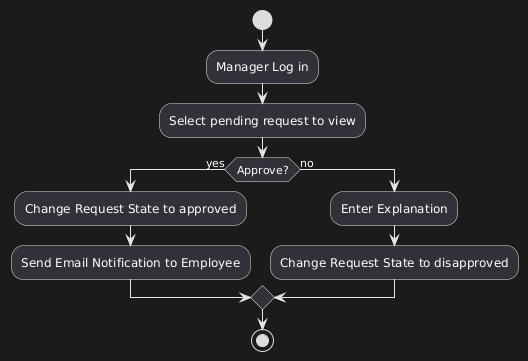 Manager Log in
Select pending request to view
yes
Approve?
no
Change Request State to approved
Enter Explanation
Send Email Notification to Employee
Change Request State to disapproved